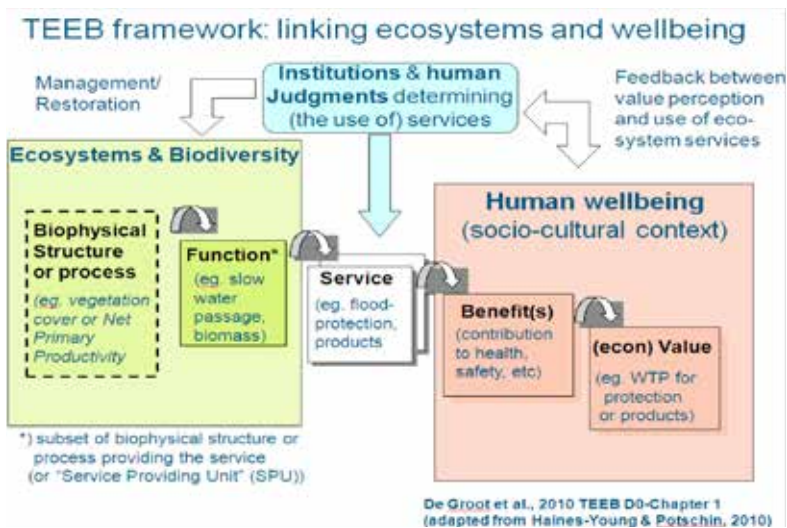 TEEB framework: linking ecosystems and wellbeing
Management/
Restoration
Institutions & human
Judgments determining
(the use of) services
Feedback between
value perception
and use of eco-
system services
Ecosystems & Biodiversity
Biophysical
Structure
or process
(eg. vegetation
cover or Net
Primary
Productivity
Function*
(eg. slow
water
passage,
biomass)
Service
(eg. flood-
protection,
products
Human wellbeing
(socio-cultural context)
Benefit(s)
(contribution
to health,
safety, etc)
(econ) Value
(eg. WTP for
protection
or products)
*) subset of biophysical structure or
process providing the service
(or "Service Providing Unit" (SPU))
De Groot et al., 2010 TEEB D0-Chapter 1
(adapted from Haines-Young & Potschin, 2010)